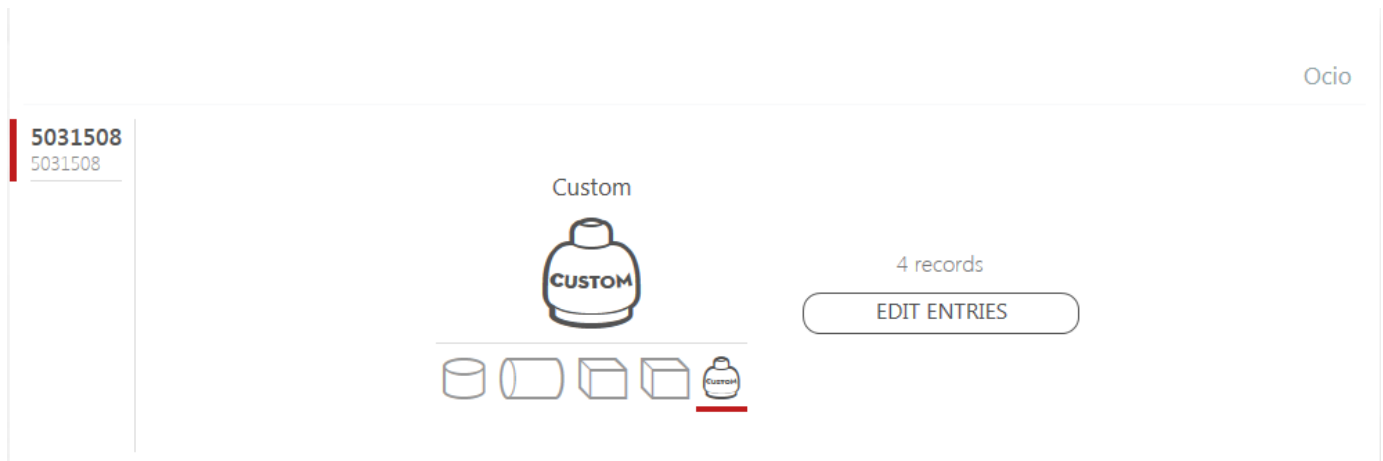 Ocio
5031508
5031508
Custom
CUSTOM
4 records
EDIT ENTRIES
CUSTOM